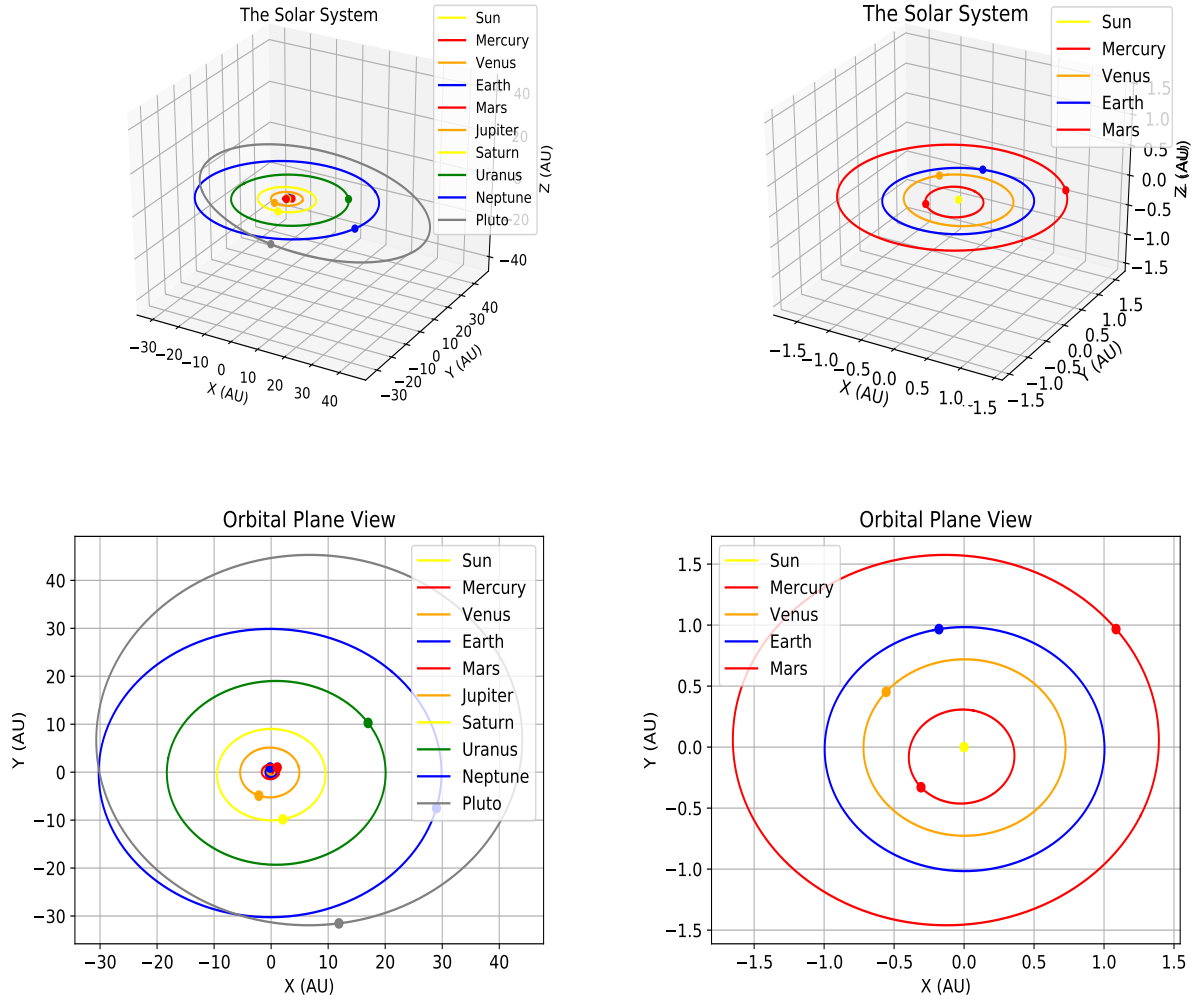 The Solar System
Sun
Mercury
Venus
Earth
Mars
Jupiter
Saturn
Uranus
Neptune
Pluto
40
20
−20
−40
Z (AU)
−30 −20 −10 0 10 20 30 40
X (AU)
−30 −20 −10 0 10 20 30 40
Y (AU)
The Solar System
Sun
Mercury
Venus
Earth
Mars
1.5
1.0
0.5
0.0
−0.5
−1.0
−1.5
−1.5 −1.0 −0.5 0.0 0.5 1.0 1.5
X (AU)
−1.5 −1.0 −0.5 0.0 0.5 1.0 1.5
Y (AU)
Orbital Plane View
Sun
Mercury
Venus
Earth
Mars
Jupiter
Saturn
Uranus
Neptune
Pluto
40
30
20
10
0
−10
−20
−30
Y (AU)
−30 −20 −10 0 10 20 30 40
X (AU)
Orbital Plane View
Sun
Mercury
Venus
Earth
Mars
1.5
1.0
0.5
0.0
−0.5
−1.0
−1.5
Y (AU)
−1.5 −1.0 −0.5 0.0 0.5 1.0 1.5
X (AU)